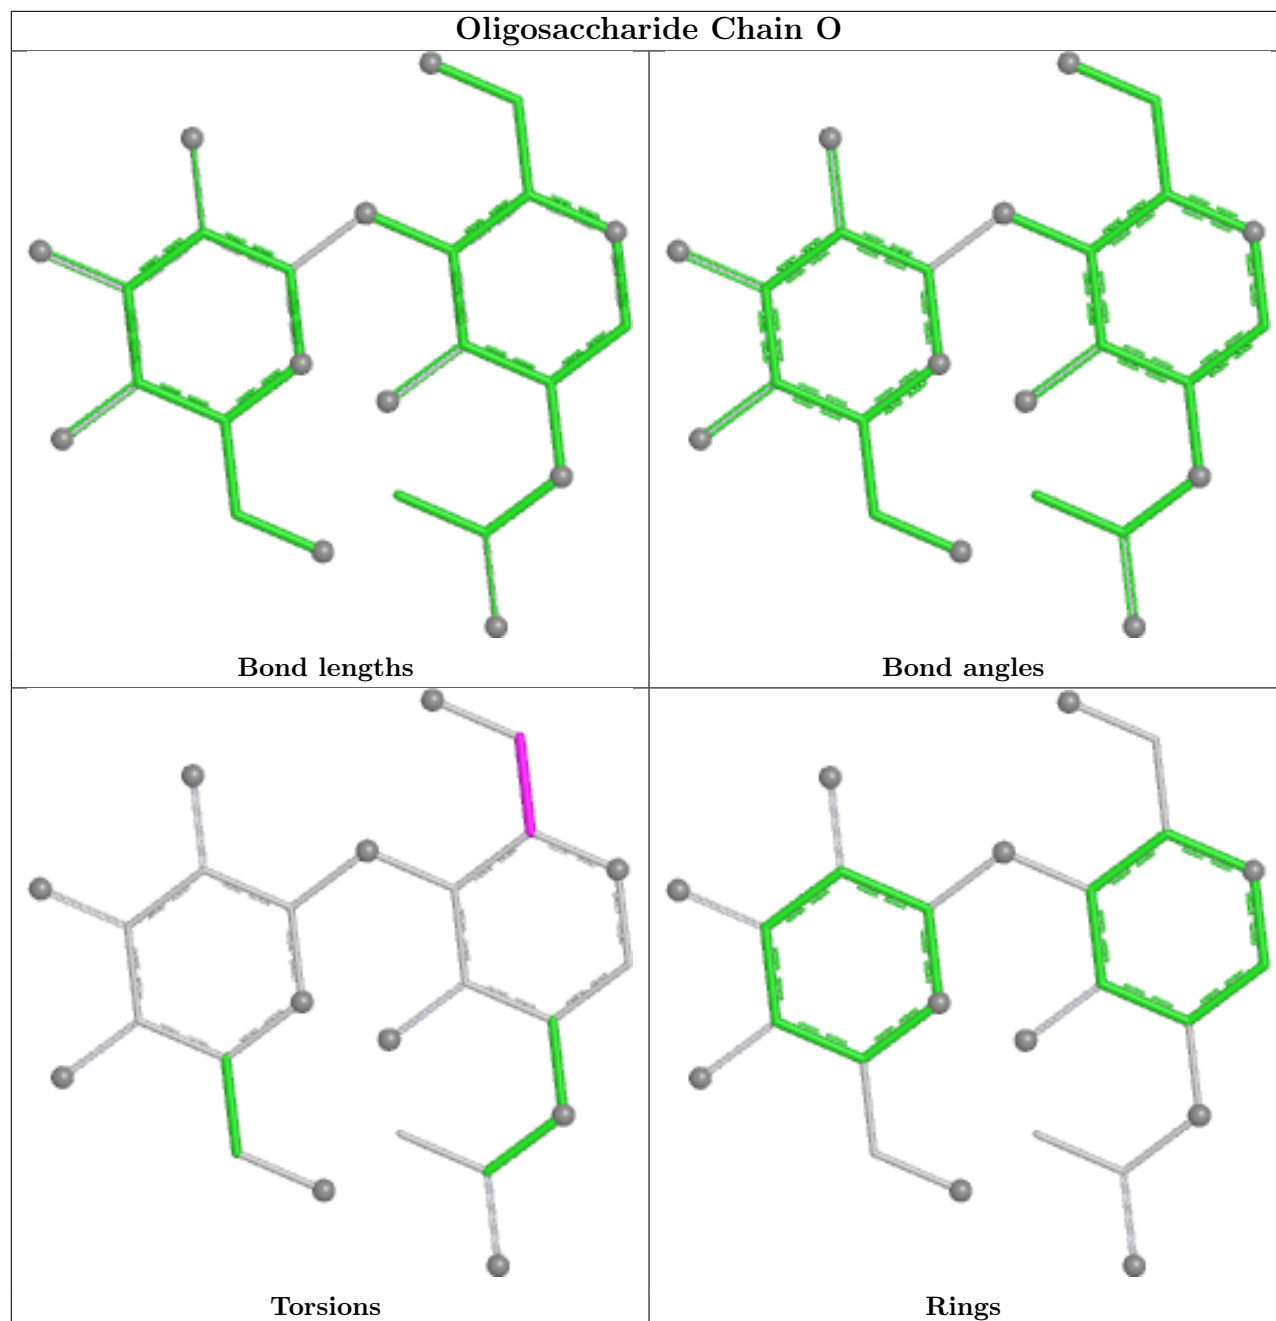 Oligosaccharide Chain O
Bond lengths
Bond angles
Torsions
Rings